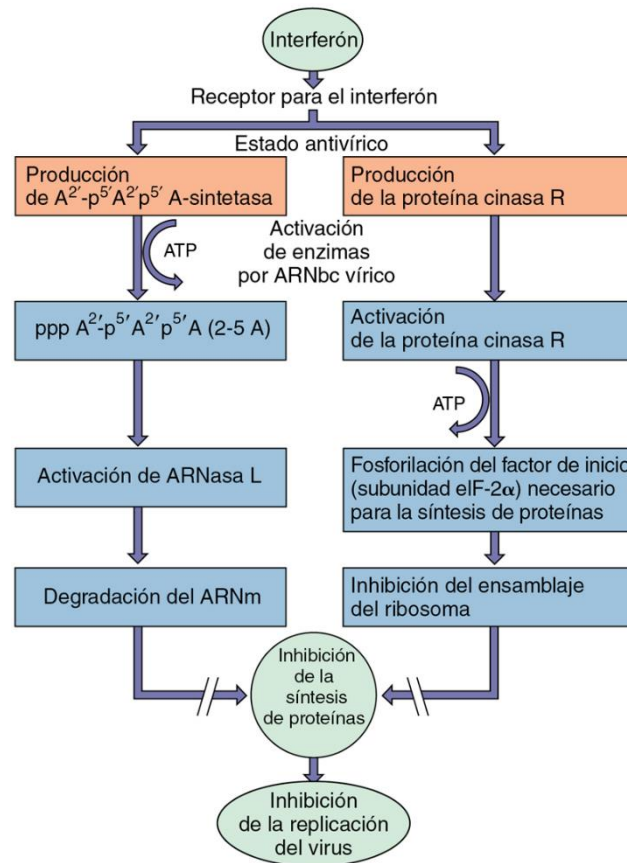 Interferón
Receptor para el interferón
Estado antivírico
Producción
de A2′-p5′A2′p5′ A-sintetasa
Producción
de la proteína cinasa R
ATP
Activación
de enzimas
por ARNbc vírico
ppp A2′-p5′A2′p5′A (2-5 A)
Activación
de la proteína cinasa R
ATP
Activación de ARNasa L
Fosforilación del factor de inicio
(subunidad eIF-2α) necesario
para la síntesis de proteínas
Degradación del ARNm
Inhibición del ensamblaje
del ribosoma
Inhibición
de la
síntesis
de proteínas
Inhibición
de la replicación
del virus